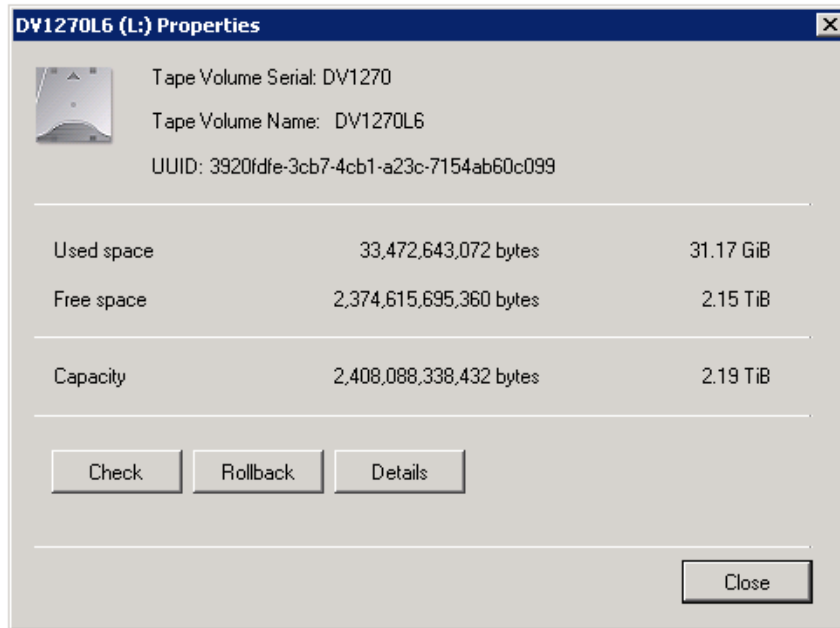 DV1270L6 (L:) Properties
Tape Volume Serial: DV1270
Tape Volume Name: DV1270L6
UUID: 3920fdfe-3cb7-4cb1-a23c-7154ab60c099
Used space 33,472,643,072 bytes 31.17 GiB
Free space 2,374,615,695,360 bytes 2.15 TiB
Capacity 2,408,088,338,432 bytes 2.19 TiB
Check Rollback Details
Close